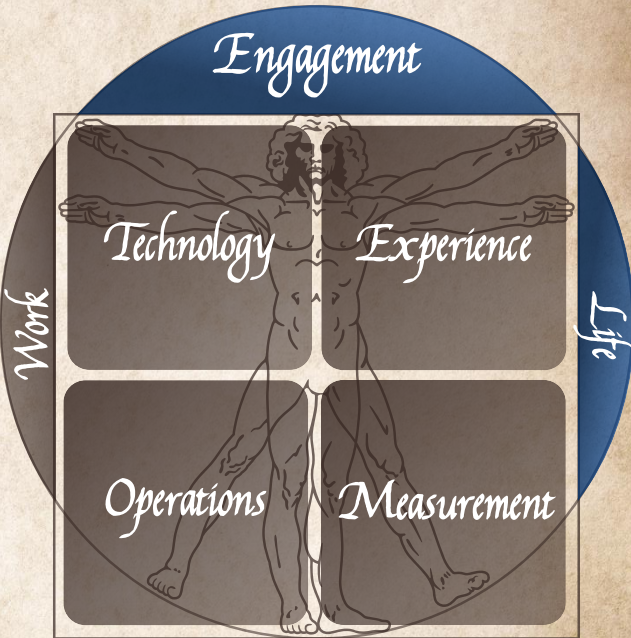 Engagement
Technology
Experience
Work
Life
Operations
Measurement